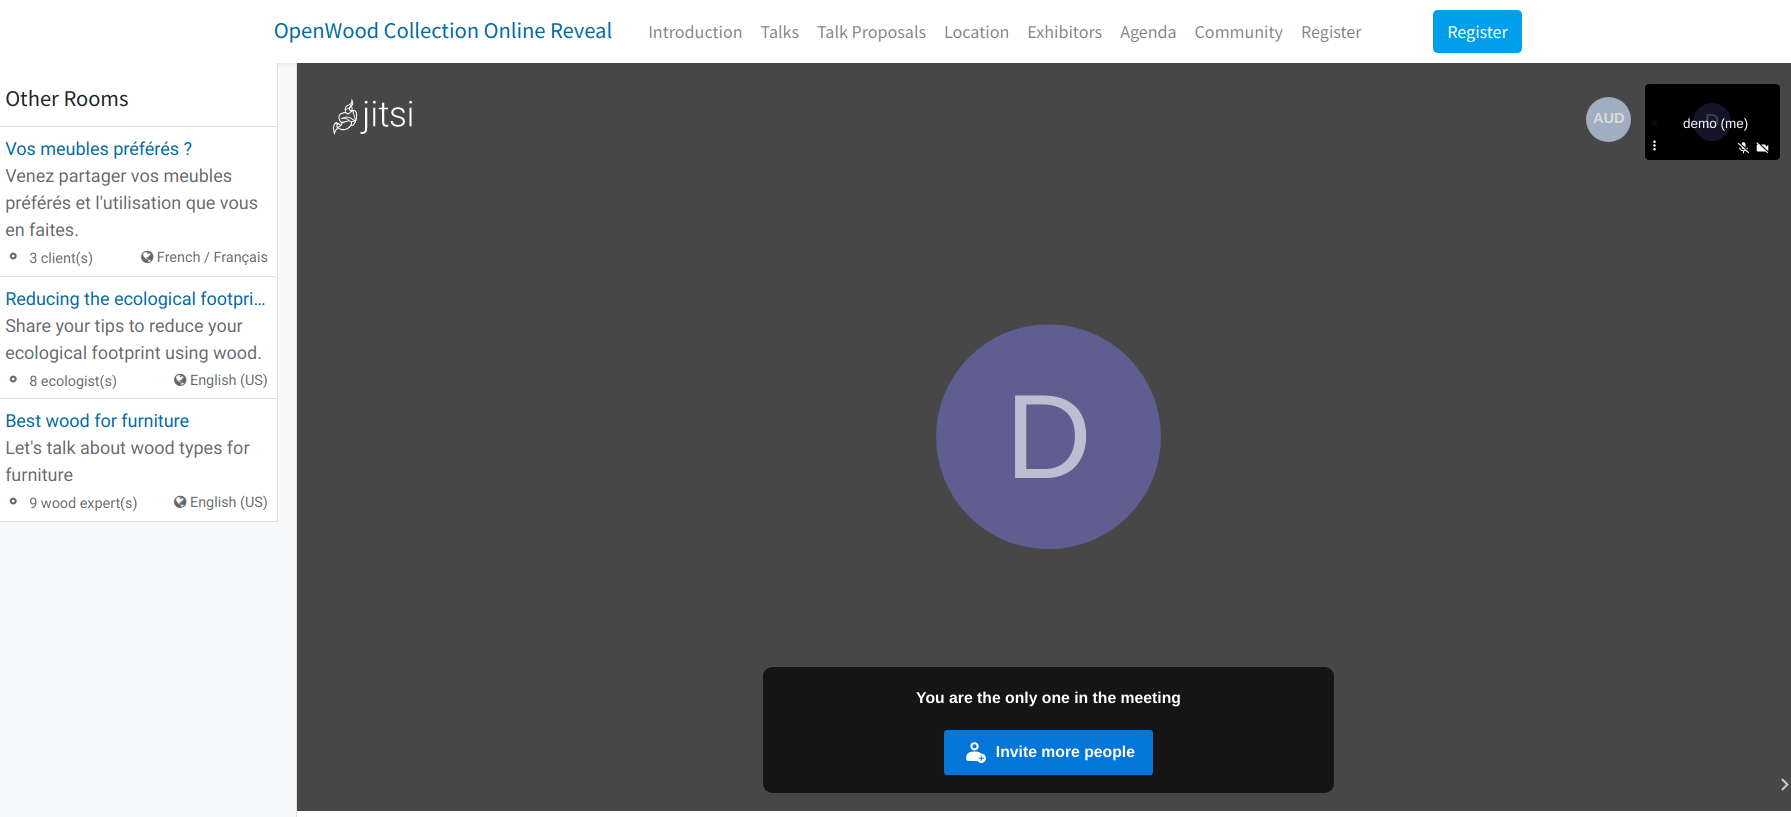 OpenWood Collection Online Reveal Introduction Talks Talk Proposals Location Exhibitors Agenda Community Register Register
Other Rooms
Vos meubles préférés ?
Venez partager vos meubles
préférés et l'utilisation que vous
en faites.
3 client(s) French / Français
Reducing the ecological footpri...
Share your tips to reduce your
ecological footprint using wood.
8 ecologist(s) English (US)
Best wood for furniture
Let's talk about wood types for
furniture
9 wood expert(s) English (US)
jitsi
AUD
D
demo (me)
D
You are the only one in the meeting
Invite more people